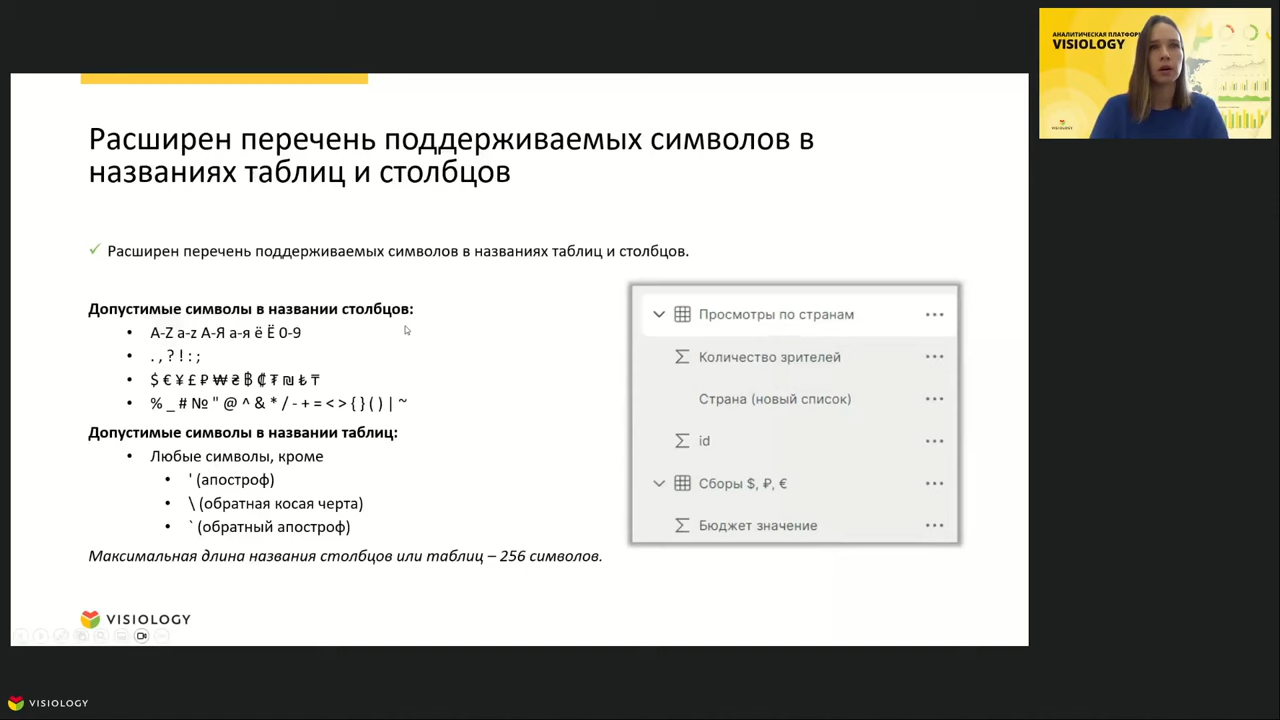 АНАЛИТИЧЕСКАЯ ПЛАТФОР
VISIOLOGY
VISIOLOGY
Расширен перечень поддерживаемых символов в
названиях таблиц и столбцов
✓ Расширен перечень поддерживаемых символов в названиях таблиц и столбцов.
Допустимые символы в названии столбцов:
• A-Z a-z А-Я а-я ё Ё 0-9
• . , ? ! : ;
• $ € ¥ £ ₽ ₩ ₴ ฿ ₡ ₮ ₪ ₺ ₸
• % _ # № " @ ^ & * / - + = < > { } ( ) | ~
Допустимые символы в названии таблиц:
• Любые символы, кроме
• ' (апостроф)
• \ (обратная косая черта)
• ` (обратный апостроф)
Максимальная длина названия столбцов или таблиц – 256 символов.
Просмотры по странам
Количество зрителей
Страна (новый список)
id
Сборы $, ₽, €
Бюджет значение
VISIOLOGY
VISIOLOGY